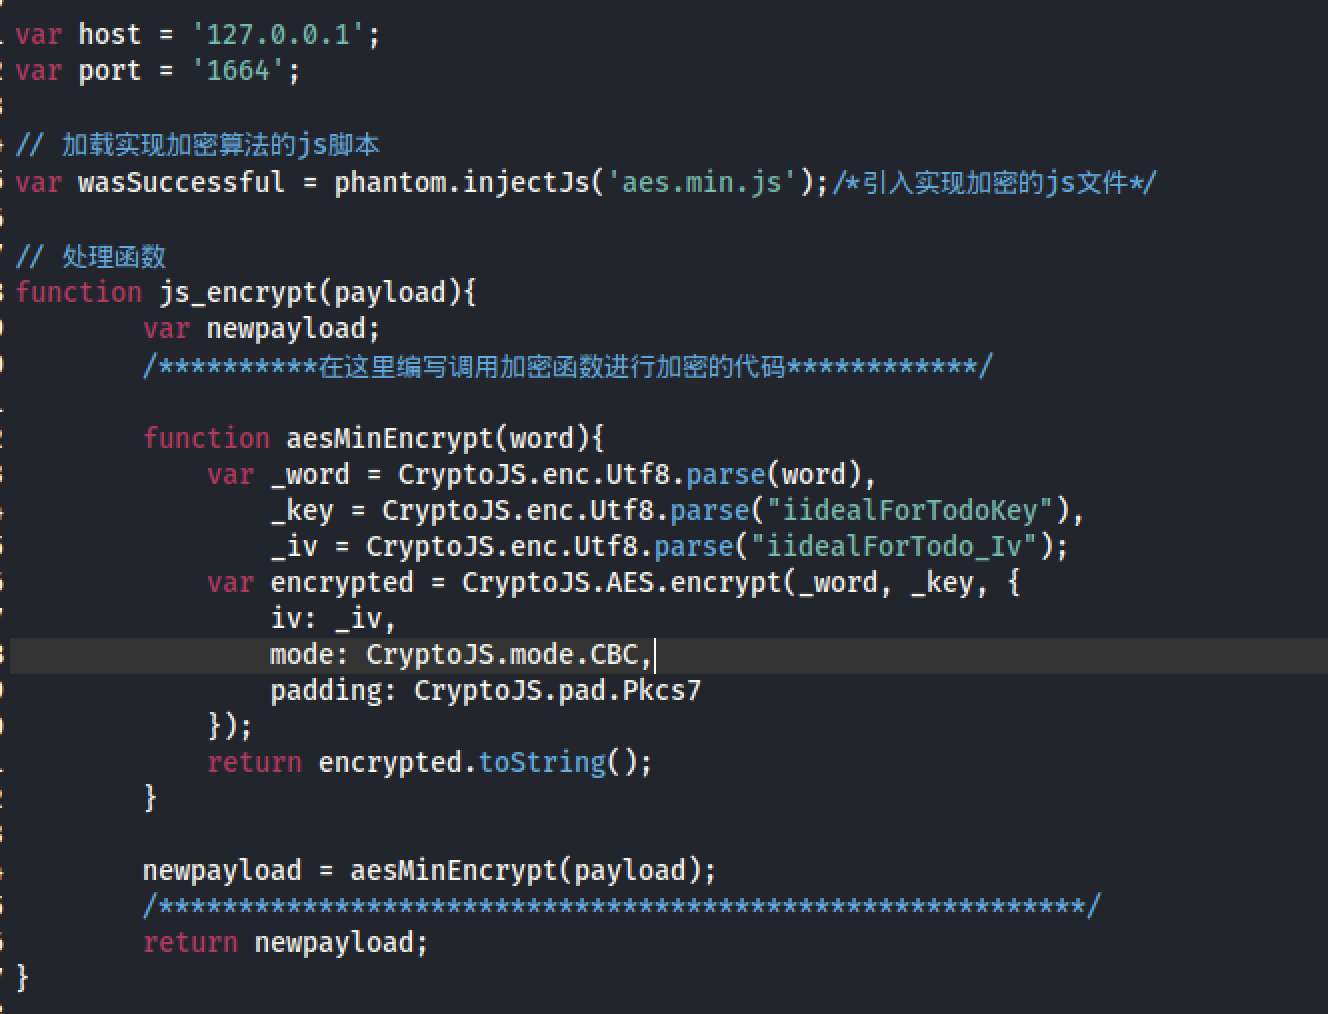 var host = '127.0.0.1';
var port = '1664';
// 加载实现加密算法的js脚本
var wasSuccessful = phantom.injectJs('aes.min.js');/*引入实现加密的js文件*/
// 处理函数
function js_encrypt(payload){
var newpayload;
/**********在这里编写调用加密函数进行加密的代码************/
function aesMinEncrypt(word){
var _word = CryptoJS.enc.Utf8.parse(word),
_key = CryptoJS.enc.Utf8.parse("iidealForTodoKey"),
_iv = CryptoJS.enc.Utf8.parse("iidealForTodo_Iv");
var encrypted = CryptoJS.AES.encrypt(_word, _key, {
iv: _iv,
mode: CryptoJS.mode.CBC,
padding: CryptoJS.pad.Pkcs7
});
return encrypted.toString();
}
newpayload = aesMinEncrypt(payload);
/**********************************************************/
return newpayload;
}